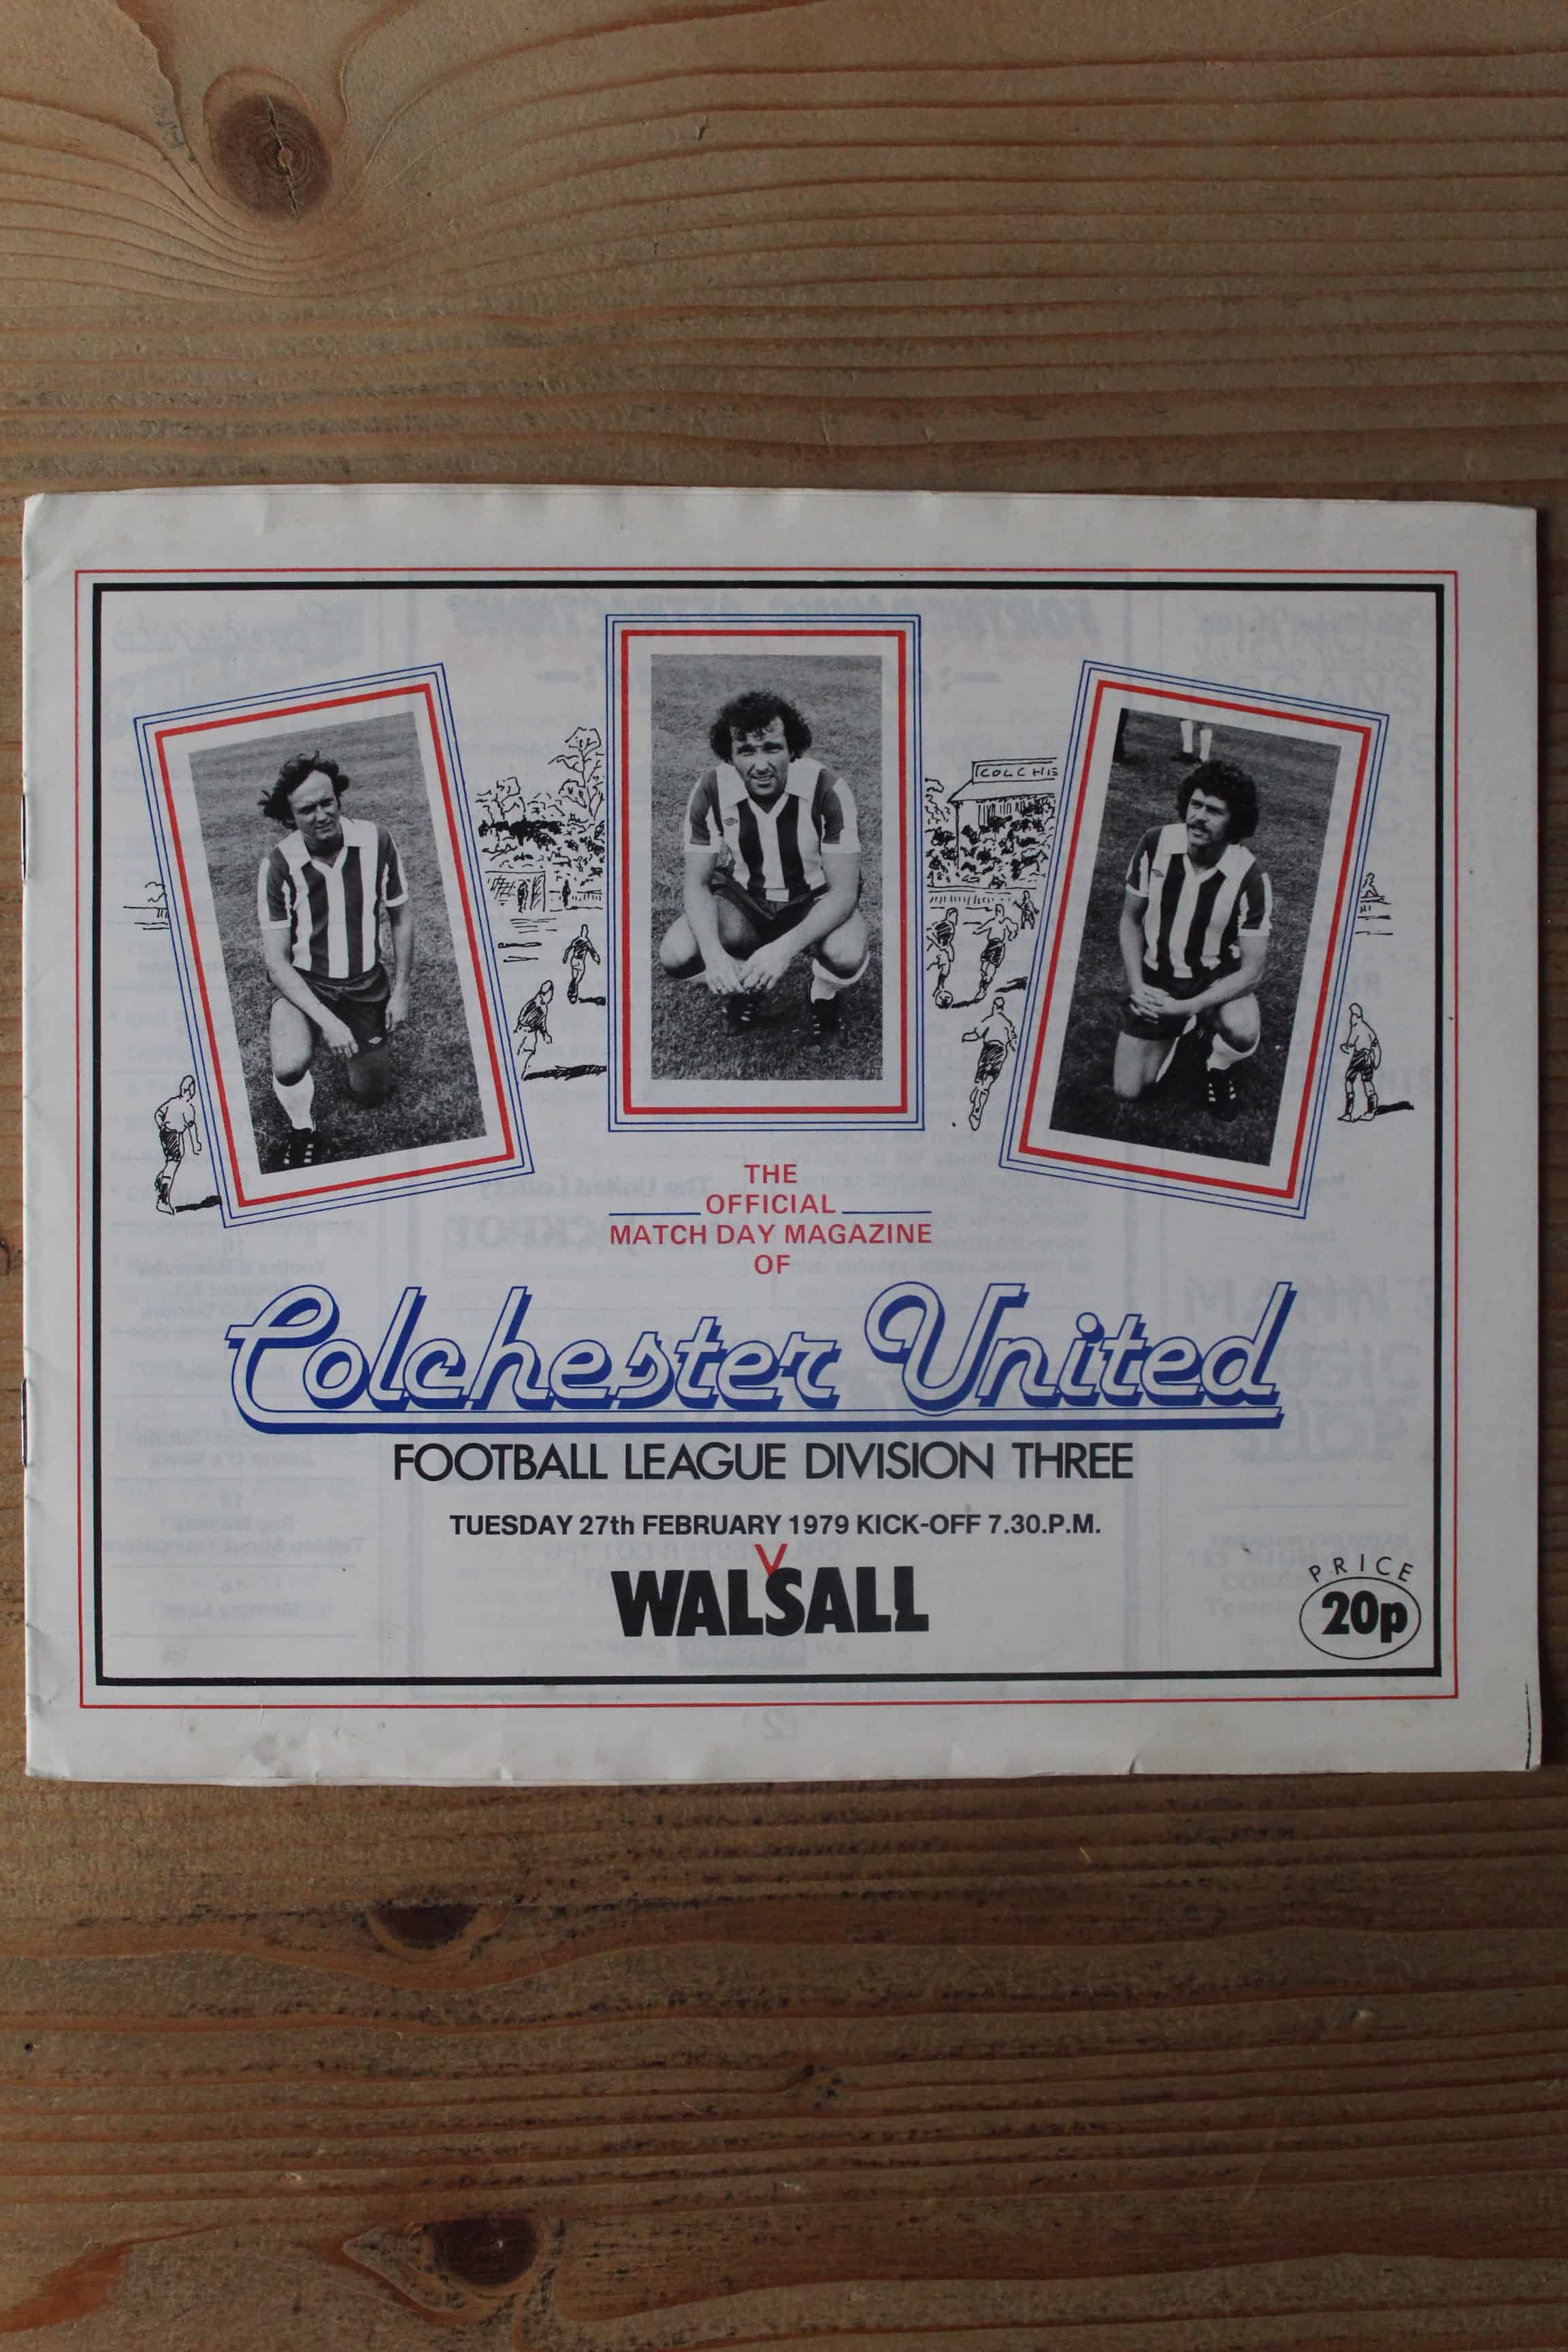 COLCHE
THE
OFFICIAL
MATCH DAY MAGAZINE
OF
Colchester United
FOOTBALL LEAGUE DIVISION THREE
TUESDAY 27th FEBRUARY 1979 KICK-OFF 7.30.P.M.
V
WALSALL
PRICE
20p